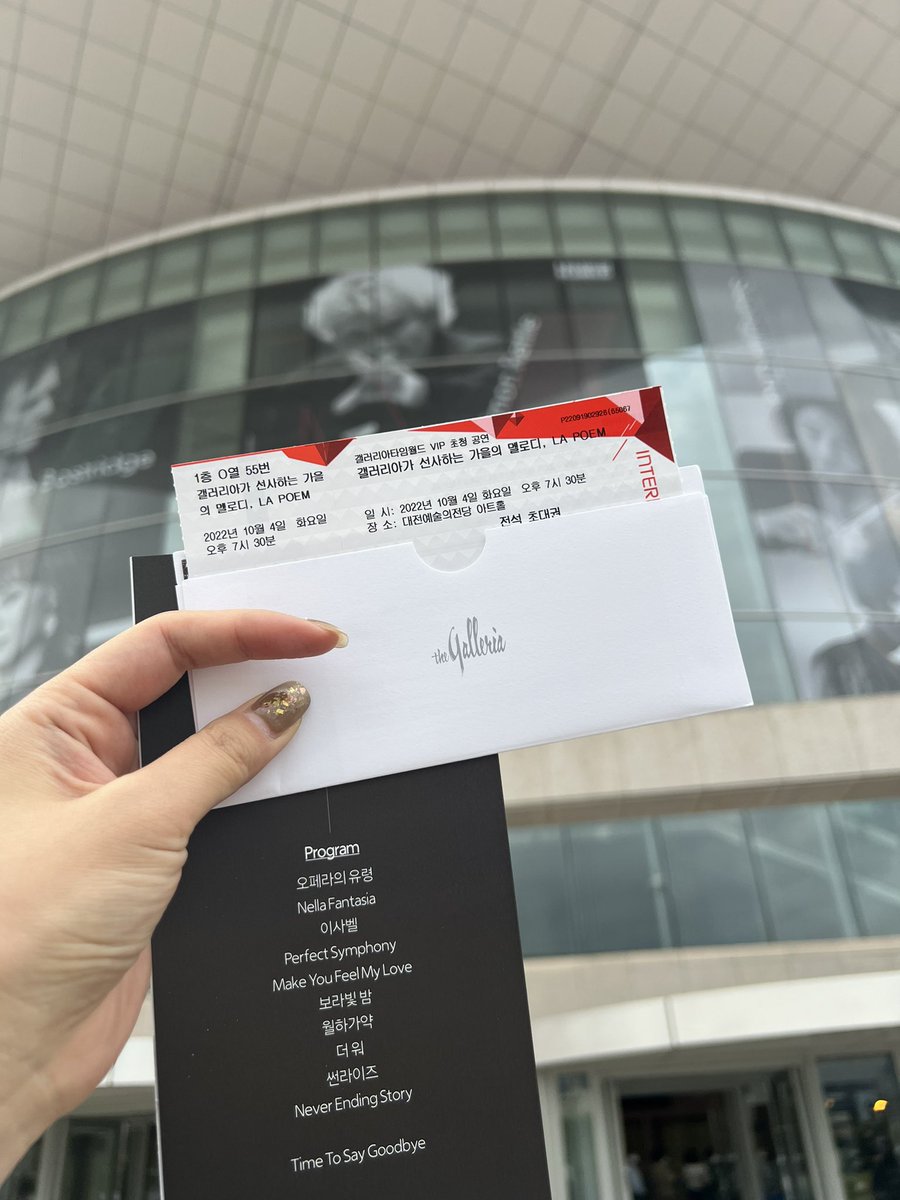 P22091902928(65067
1층 O열 55번
갤러리아가 선사하는 가을
의 멜로디, LA POEM
2022년 10월 4일 화요일
오후 7시 30분
갤러리아타임월드 VIP 초청 공연
갤러리아가 선사하는 가을의 멜로디, LA POEM
일 시: 2022년 10월 4일 화요일 오후 7시 30분
장 소: 대전예술의전당 아트홀
전석 초대권
INTER
the Galleria
Program
오페라의 유령
Nella Fantasia
이사벨
Perfect Symphony
Make You Feel My Love
보라빛 밤
월하가약
더 워
썬라이즈
Never Ending Story
Time To Say Goodbye